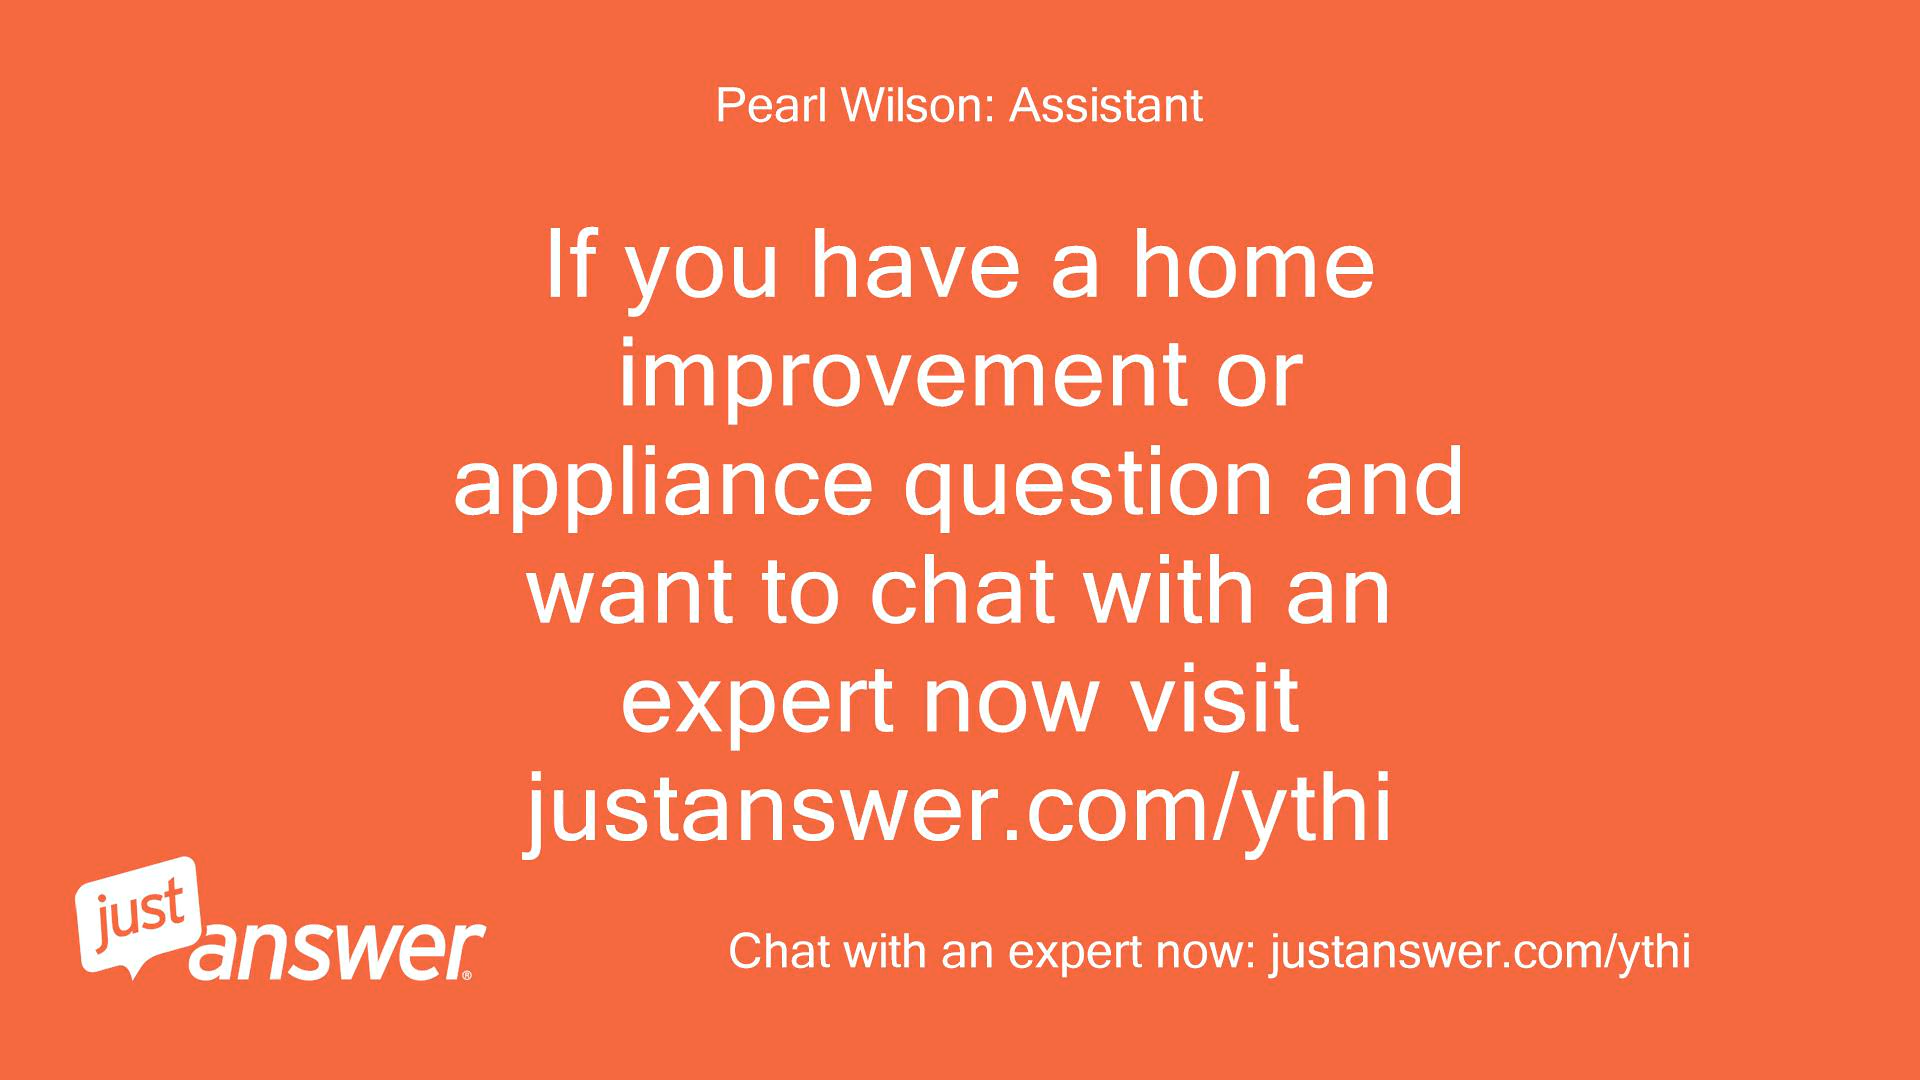 Pearl Wilson: Assistant
If you have a home
improvement or
appliance question and
want to chat with an
expert now visit
justanswer.com/ythi
just
answer®
Chat with an expert now: justanswer.com/ythi